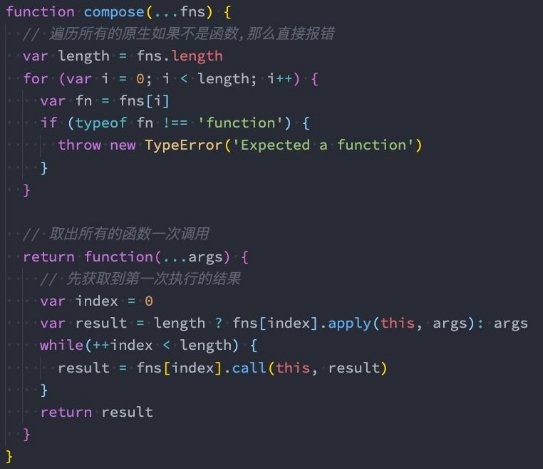 function compose(...fns) {
  // 遍历所有的原生如果不是函数,那么直接报错
  var length = fns.length
  for (var i = 0; i < length; i++) {
    var fn = fns[i]
    if (typeof fn !== 'function') {
      throw new TypeError('Expected a function')
    }
  }

  // 取出所有的函数一次调用
  return function(...args) {
    // 先获取到第一次执行的结果
    var index = 0
    var result = length ? fns[index].apply(this, args): args
    while(++index < length) {
      result = fns[index].call(this, result)
    }
    return result
  }
}